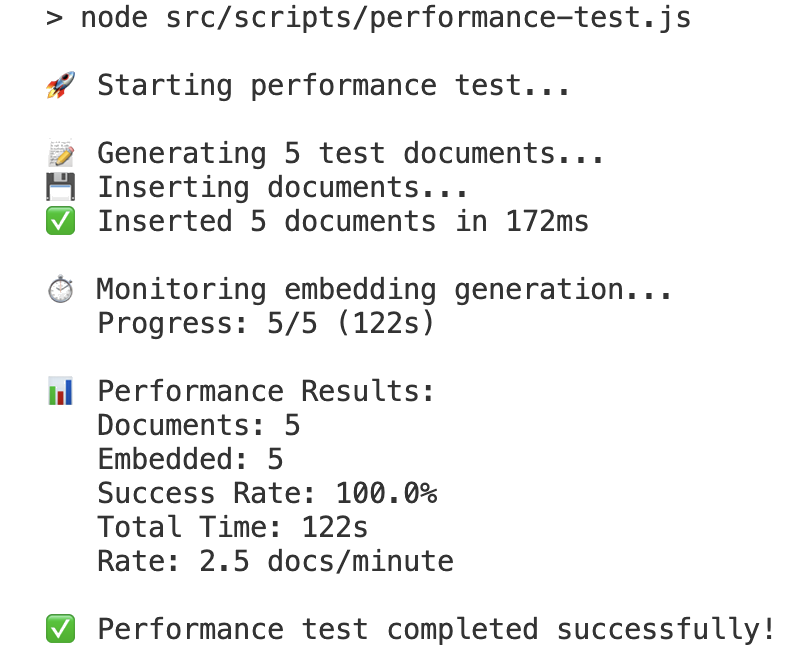 > node src/scripts/performance-test.js
🚀 Starting performance test...
📝 Generating 5 test documents...
💾 Inserting documents...
✅ Inserted 5 documents in 172ms
⏱️ Monitoring embedding generation...
Progress: 5/5 (122s)
📊 Performance Results:
Documents: 5
Embedded: 5
Success Rate: 100.0%
Total Time: 122s
Rate: 2.5 docs/minute
✅ Performance test completed successfully!